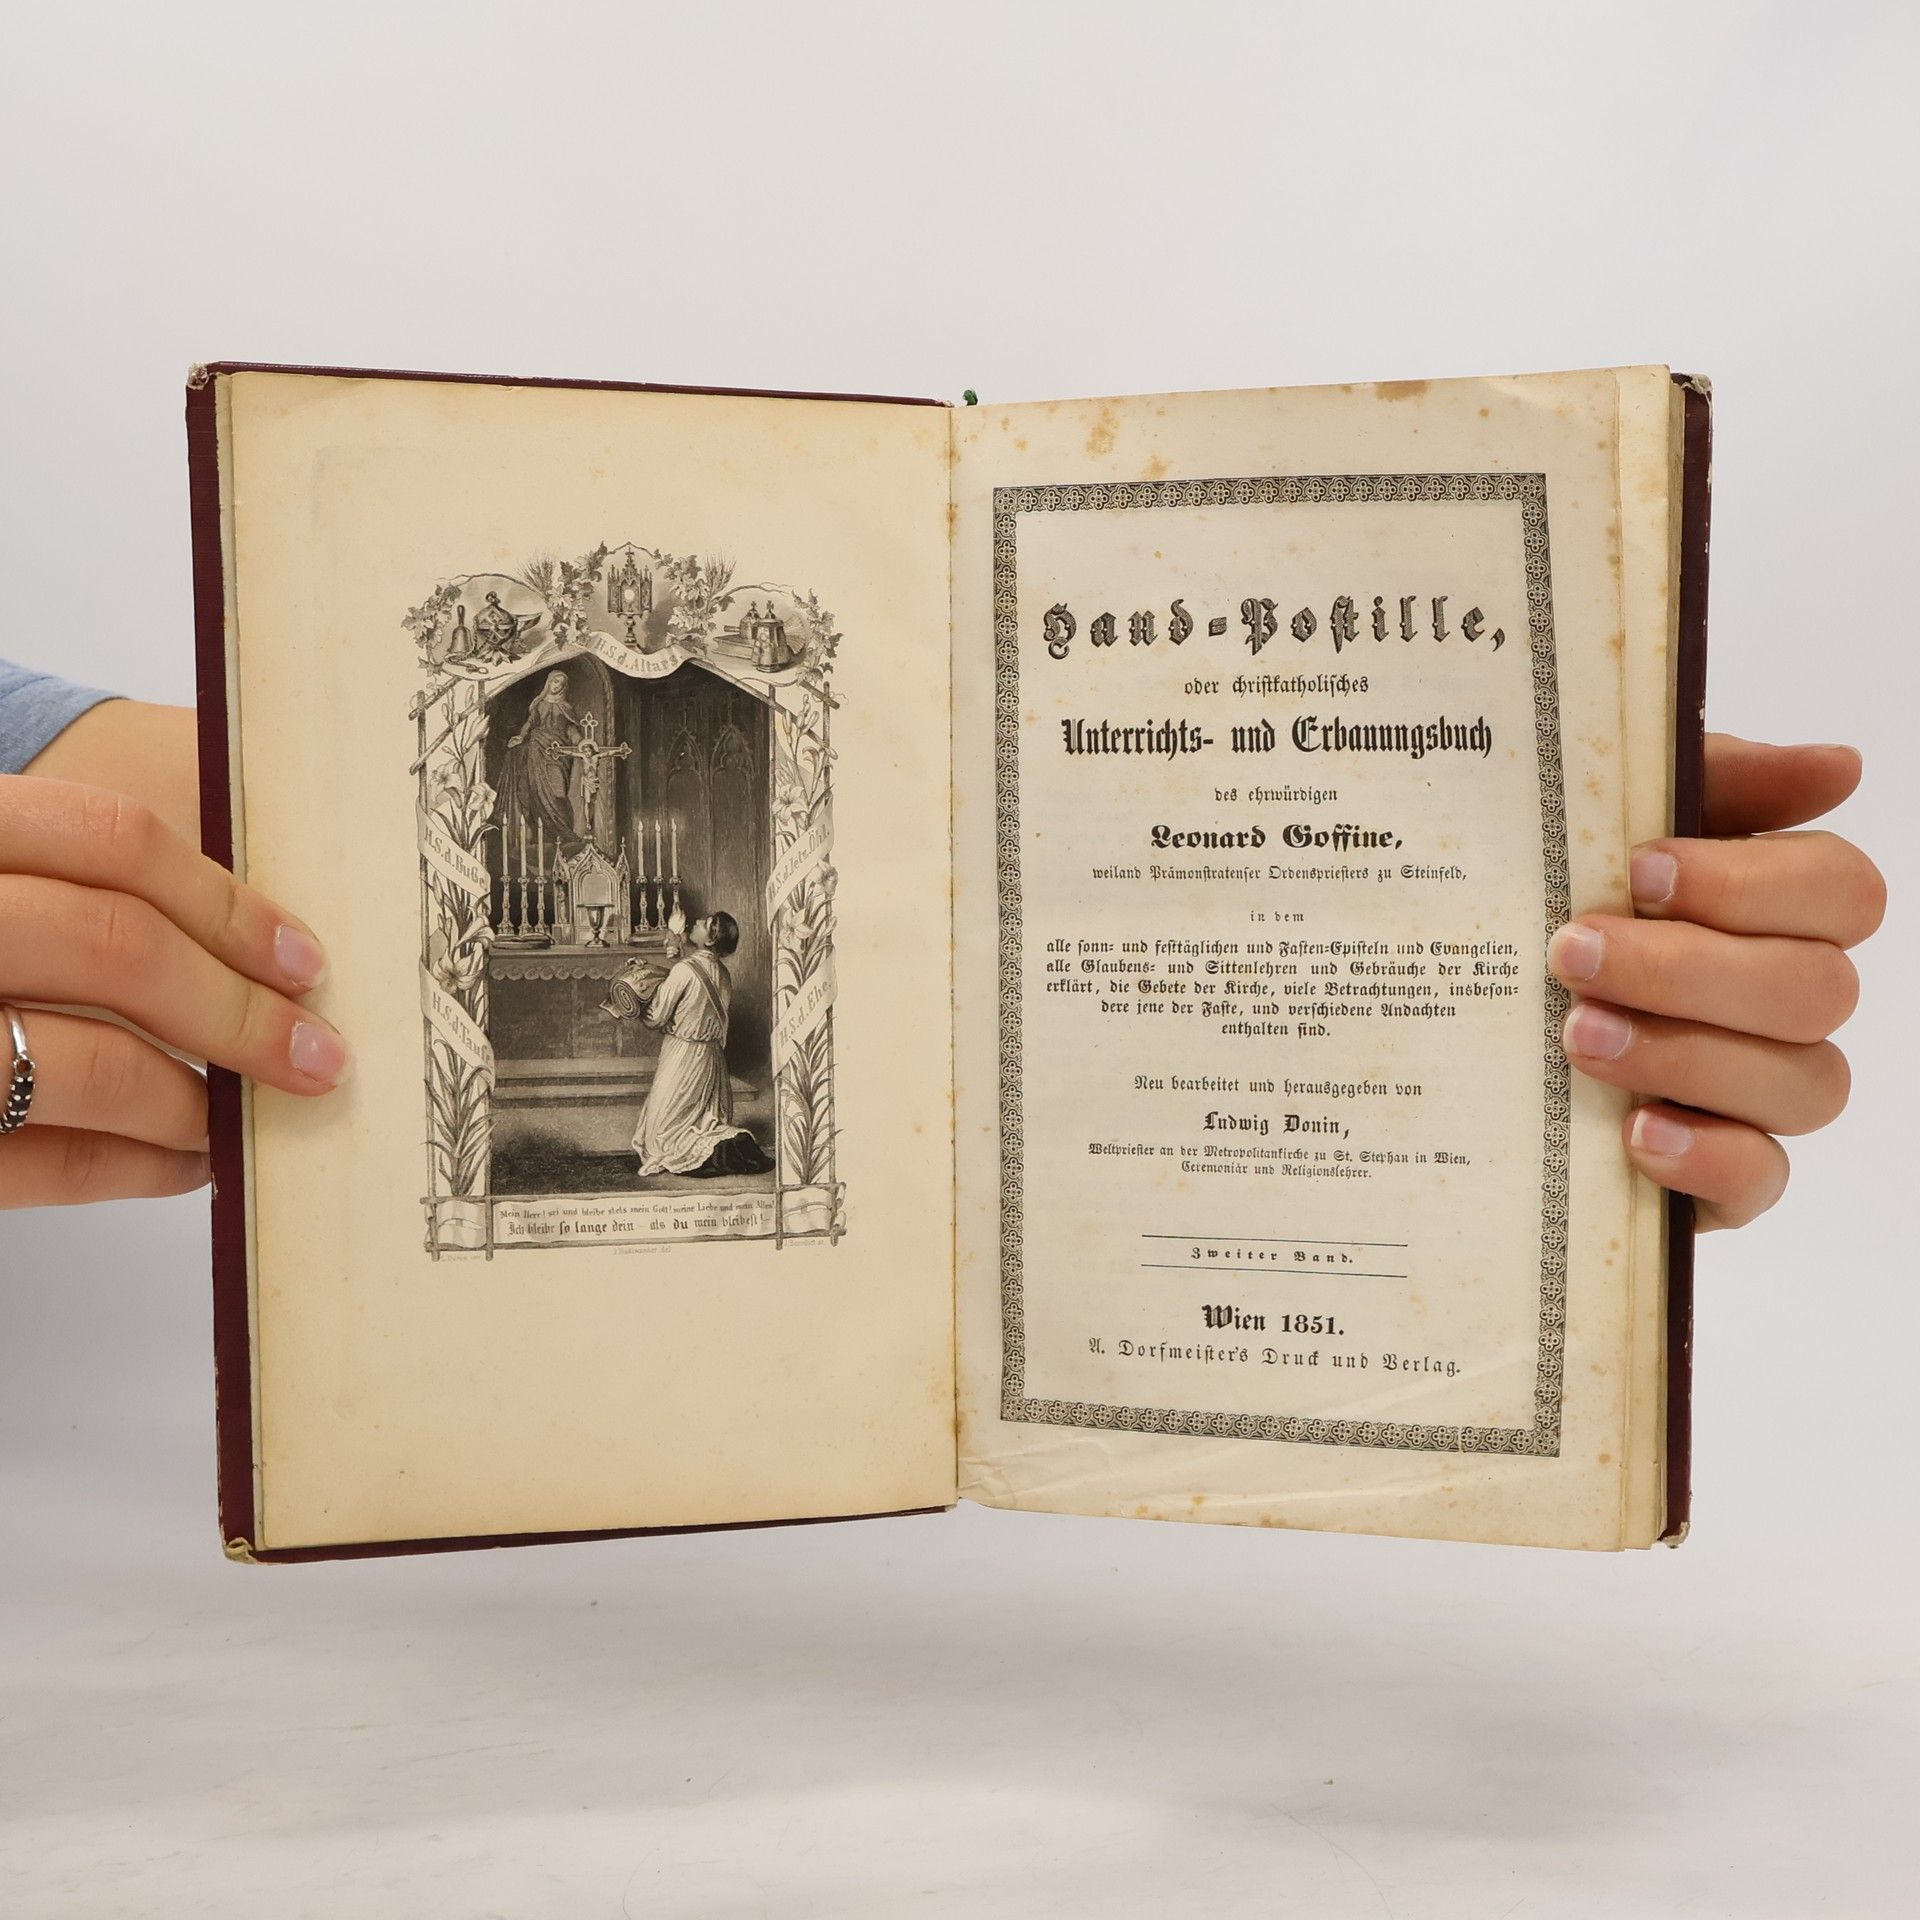 H.S.d.Altars
H.S.d.Buße
H.S.d.letz.Öhl.
H.S.d.Taufe
H.S.d.Ehe.
Mein Herr! sei und bleibe stets mein Gott! meine Liebe und mein Alles!
Ich bleibe so lange dein – als du mein bleibest!
Hand-Postille,
oder christkatholisches
Unterrichts- und Erbauungsbuch
des ehrwürdigen
Leonard Goffine,
weiland Prämonstratenser Ordenspriesters zu Steinfeld,
in dem
alle sonn- und festtäglichen und Fasten-Episteln und Evangelien,
alle Glaubens- und Sittenlehren und Gebräuche der Kirche
erklärt, die Gebete der Kirche, viele Betrachtungen, insbeson-
dere jene der Faste, und verschiedene Andachten
enthalten sind.
Neu bearbeitet und herausgegeben von
Ludwig Donin,
Weltpriester an der Metropolitankirche zu St. Stephan in Wien,
Ceremoniär und Religionslehrer.
Zweiter Band.
Wien 1851.
A. Dorfmeister's Druck und Verlag.